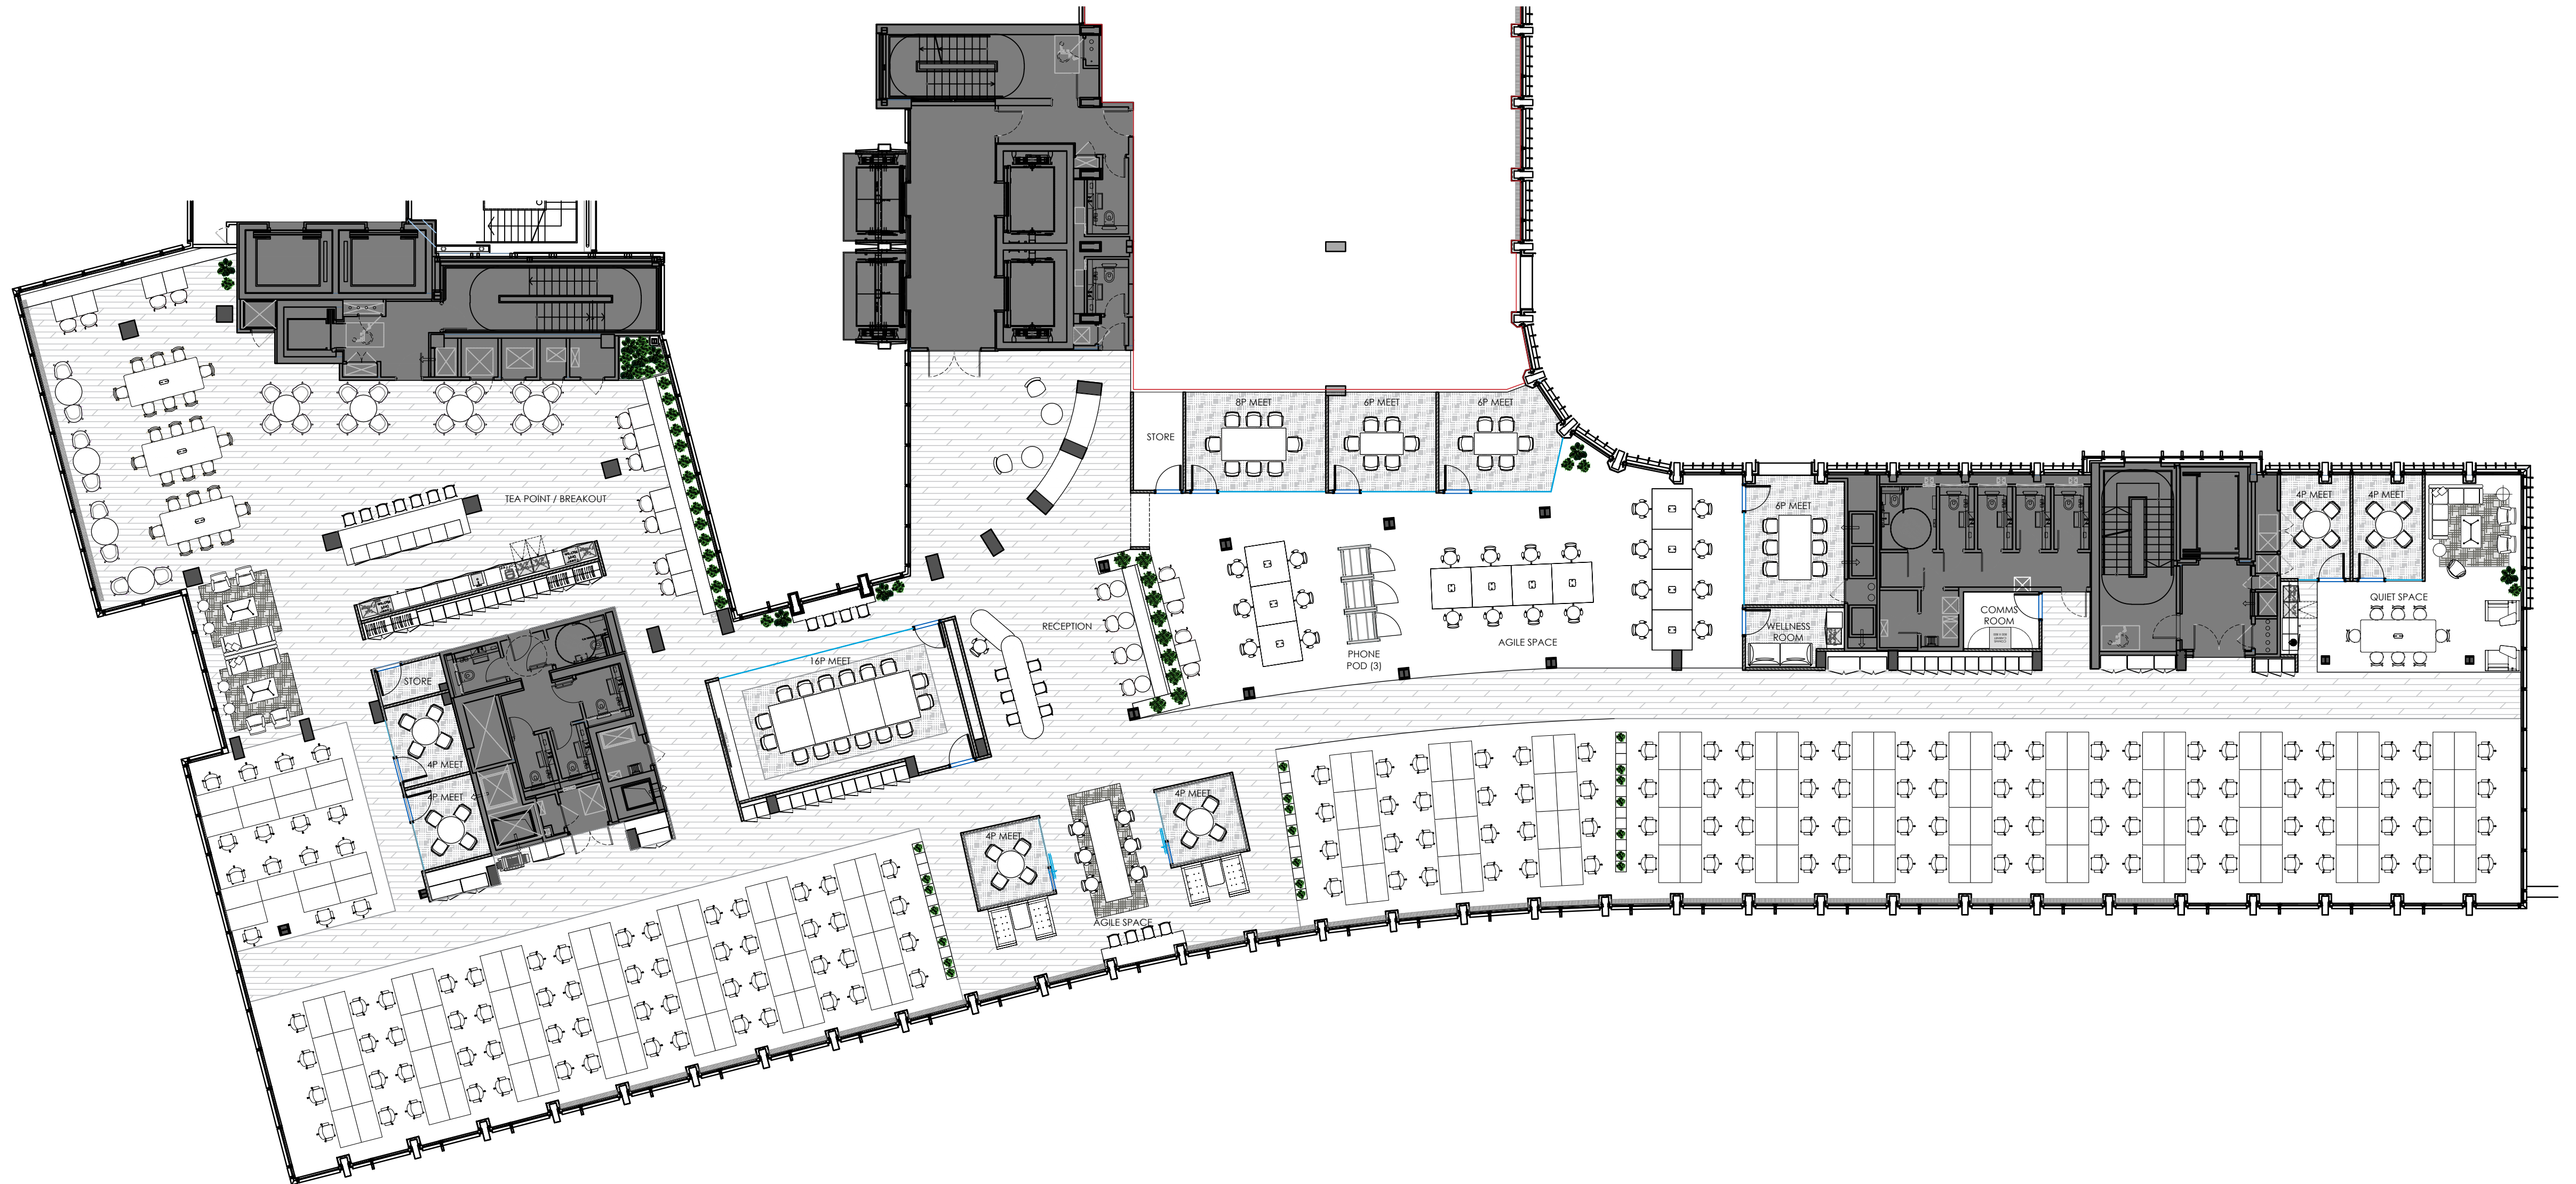 8P MEET
6P MEET
6P MEET
STORE
TEA POINT / BREAKOUT
6P MEET
4P MEET
4P MEET
QUIET SPACE
COMMS
ROOM
WELLNESS
ROOM
RECEPTION
AGILE SPACE
PHONE
POD (3)
16P MEET
STORE
4P MEET
4P MEET
4P MEET
4P MEET
AGILE SPACE